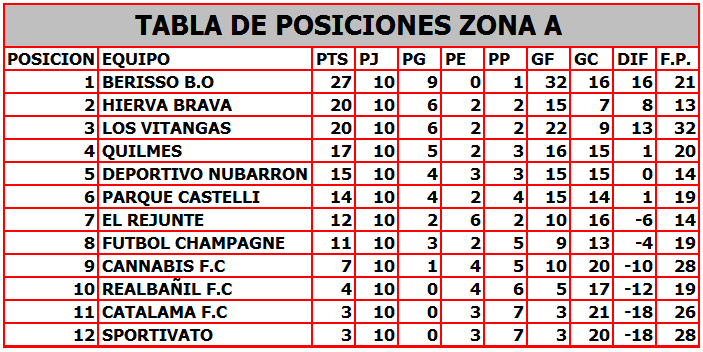 TABLA DE POSICIONES ZONA A
POSICION EQUIPO PTS PJ PG PE PP GF GC DIF F.P.
1 BERISSO B.O 27 10 9 0 1 32 16 16 21
2 HIERVA BRAVA 20 10 6 2 2 15 7 8 13
3 LOS VITANGAS 20 10 6 2 2 22 9 13 32
4 QUILMES 17 10 5 2 3 16 15 1 20
5 DEPORTIVO NUBARRON 15 10 4 3 3 15 15 0 14
6 PARQUE CASTELLI 14 10 4 2 4 15 14 1 19
7 EL REJUNTE 12 10 2 6 2 10 16 -6 14
8 FUTBOL CHAMPAGNE 11 10 3 2 5 9 13 -4 19
9 CANNABIS F.C 7 10 1 4 5 10 20 -10 28
10 REALBAÑIL F.C 4 10 0 4 6 5 17 -12 19
11 CATALAMA F.C 3 10 0 3 7 3 21 -18 26
12 SPORTIVATO 3 10 0 3 7 3 20 -18 28